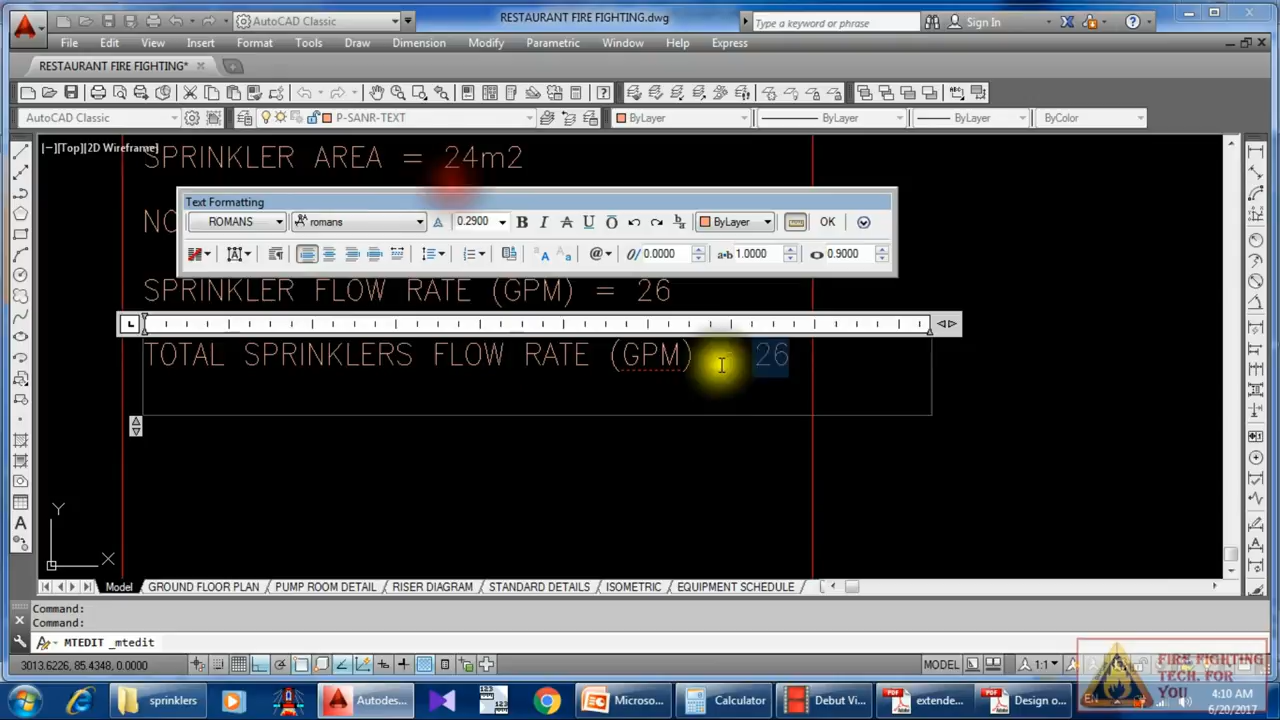 RESTAURANT FIRE FIGHTING.dwg
AutoCAD Classic
Type a keyword or phrase
Sign In
File Edit View Insert Format Tools Draw Dimension Modify Parametric Window Help Express
RESTAURANT FIRE FIGHTING*
AutoCAD Classic
P-SANR-TEXT
ByLayer
ByLayer
ByLayer
ByColor
[−][Top][2D Wireframe]
SPRINKLER AREA = 24m2
Text Formatting
ROMANS
romans
0.2900
B I A U O
ByLayer
OK
@
0/ 0.0000
a•b 1.0000
0.9000
NO
SPRINKLER FLOW RATE (GPM) = 26
TOTAL SPRINKLERS FLOW RATE (GPM) 26
Y
X
Model GROUND FLOOR PLAN PUMP ROOM DETAIL RISER DIAGRAM STANDARD DETAILS ISOMETRIC EQUIPMENT SCHEDULE
Command:
Command:
MTEDIT _mtedit
3013.6226, 85.4348, 0.0000
MODEL
1:1
FIRE FIGHTING
TECH. FOR
YOU
sprinklers
Autodes...
Microso...
Calculator
Debut Vi...
extende...
Design o...
EN
4:10 AM
6/20/2017